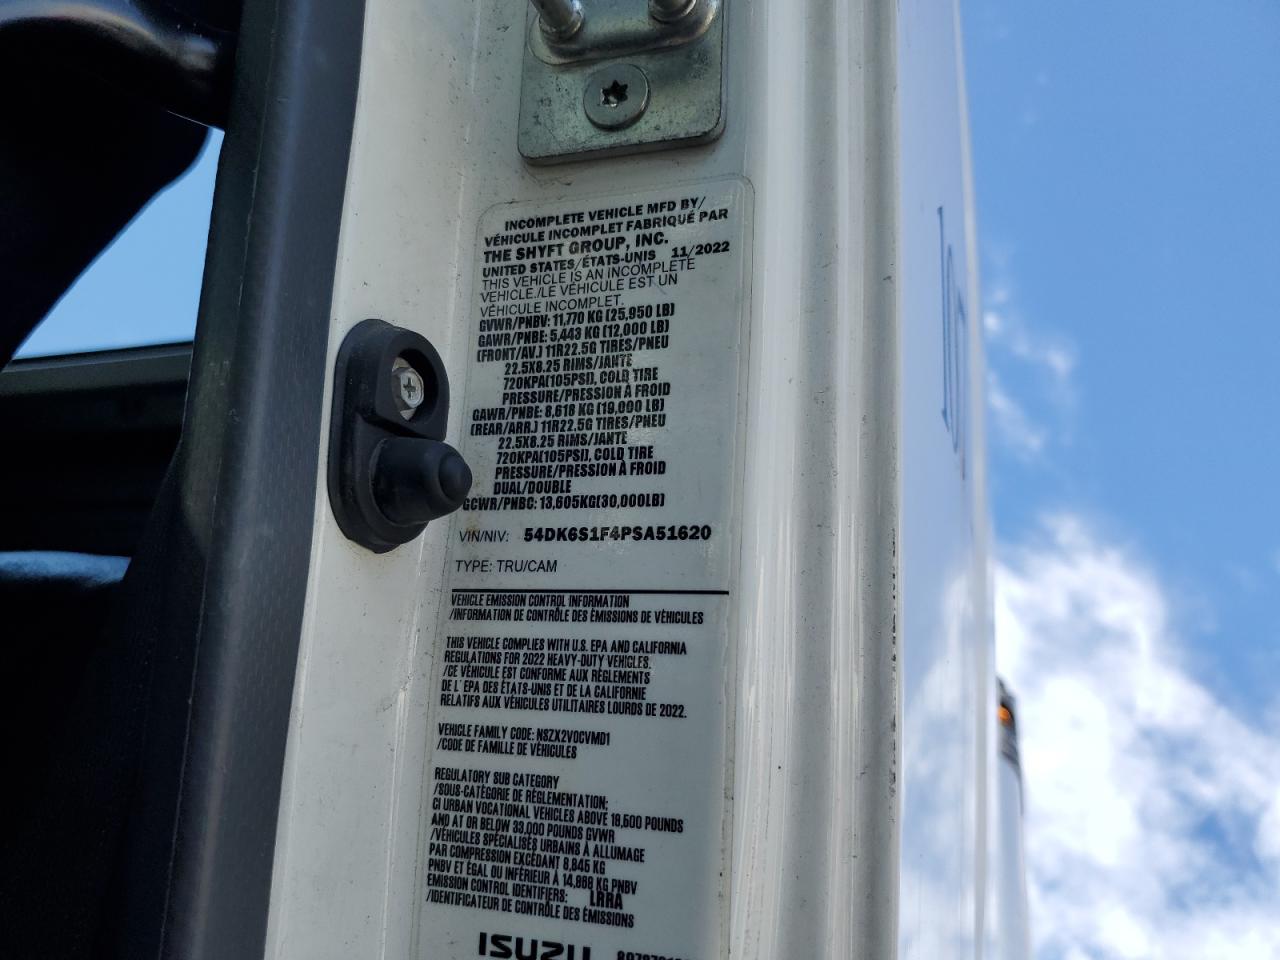 INCOMPLETE VEHICLE MFD BY/
VÉHICULE INCOMPLET FABRIQUÉ PAR
THE SHYFT GROUP, INC.
UNITED STATES/ÉTATS-UNIS 11/2022
THIS VEHICLE IS AN INCOMPLETE
VEHICLE./LE VÉHICULE EST UN
VÉHICULE INCOMPLET.
GVWR/PNBV: 11,770 KG (25,950 LB)
GAWR/PNBE: 5,443 KG (12,000 LB)
(FRONT/AV.) 11R22.5G TIRES/PNEU
22.5X8.25 RIMS/JANTE
720KPA(105PSI), COLD TIRE
PRESSURE/PRESSION À FROID
GAWR/PNBE: 8,618 KG (19,000 LB)
(REAR/ARR.) 11R22.5G TIRES/PNEU
22.5X8.25 RIMS/JANTE
720KPA(105PSI), COLD TIRE
PRESSURE/PRESSION À FROID
DUAL/DOUBLE
GCWR/PNBC: 13,605KG(30,000LB)
VIN/NIV: 54DK6S1F4PSA51620
TYPE: TRU/CAM
VEHICLE EMISSION CONTROL INFORMATION
/INFORMATION DE CONTRÔLE DES ÉMISSIONS DE VÉHICULES
THIS VEHICLE COMPLIES WITH U.S. EPA AND CALIFORNIA
REGULATIONS FOR 2022 HEAVY-DUTY VEHICLES.
/CE VÉHICULE EST CONFORME AUX RÈGLEMENTS
DE L'EPA DES ÉTATS-UNIS ET DE LA CALIFORNIE
RELATIFS AUX VÉHICULES UTILITAIRES LOURDS DE 2022.
VEHICLE FAMILY CODE: NSZX2VOCVMD1
/CODE DE FAMILLE DE VÉHICULES
REGULATORY SUB CATEGORY
/SOUS-CATÉGORIE DE RÉGLEMENTATION:
CI URBAN VOCATIONAL VEHICLES ABOVE 19,500 POUNDS
AND AT OR BELOW 33,000 POUNDS GVWR
/VÉHICULES SPÉCIALISÉS URBAINS À ALLUMAGE
PAR COMPRESSION EXCÉDANT 8,845 KG
PNBV ET ÉGAL OU INFÉRIEUR À 14,969 KG PNBV
EMISSION CONTROL IDENTIFIERS: LRRA
/IDENTIFICATEUR DE CONTRÔLE DES ÉMISSIONS
ISUZU